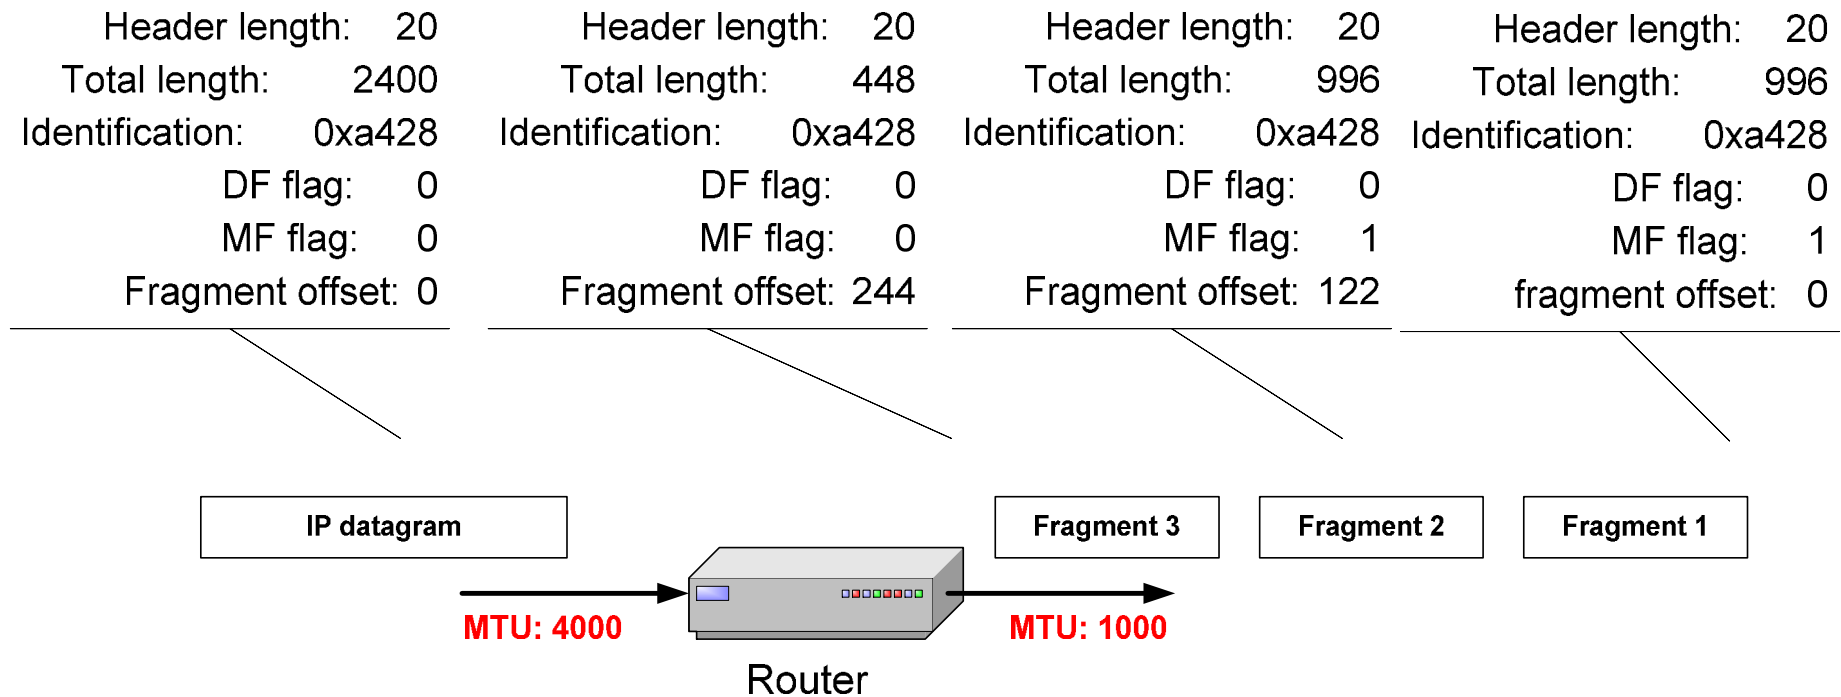 Header length: 20
Total length: 2400
Identification: 0xa428
DF flag: 0
MF flag: 0
Fragment offset: 0
Header length: 20
Total length: 448
Identification: 0xa428
DF flag: 0
MF flag: 0
Fragment offset: 244
Header length: 20
Total length: 996
Identification: 0xa428
DF flag: 0
MF flag: 1
Fragment offset: 122
Header length: 20
Total length: 996
Identification: 0xa428
DF flag: 0
MF flag: 1
fragment offset: 0
IP datagram
Fragment 3
Fragment 2
Fragment 1
MTU: 4000
MTU: 1000
Router